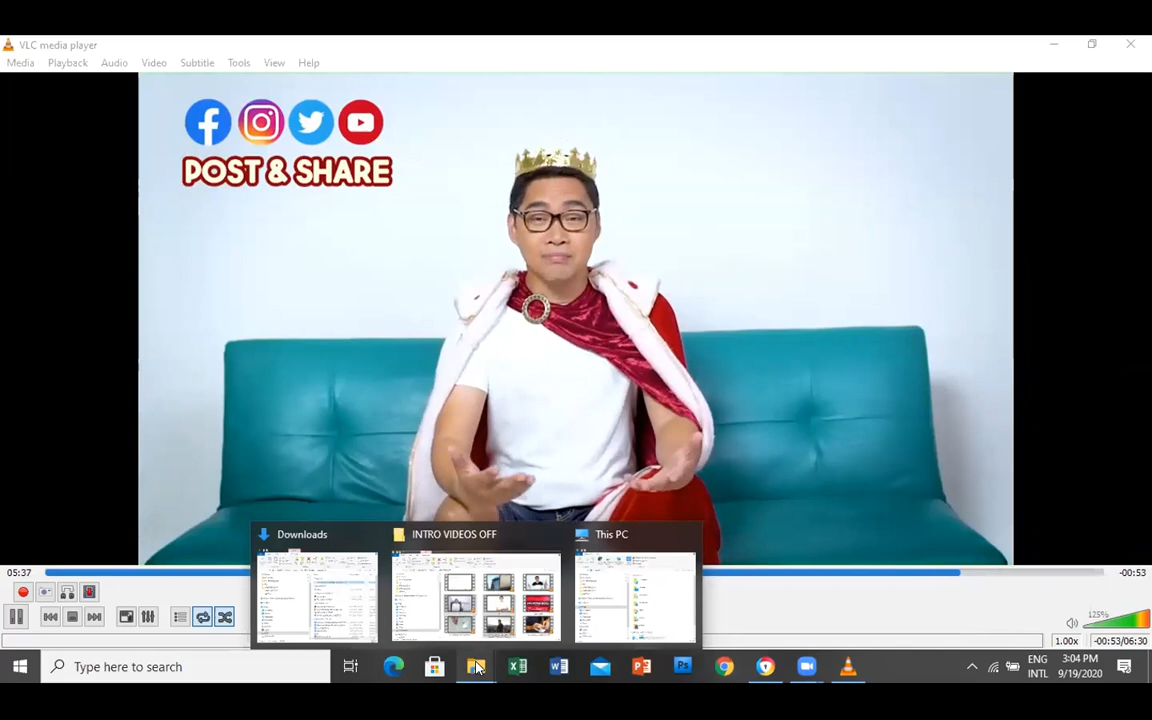 VLC media player
Media Playback Audio Video Subtitle Tools View Help
POST & SHARE
Downloads
INTRO VIDEOS OFF
This PC
05:37
-00:53
125%
1.00x
-00:53/06:30
Type here to search
ENG
INTL
3:04 PM
9/19/2020